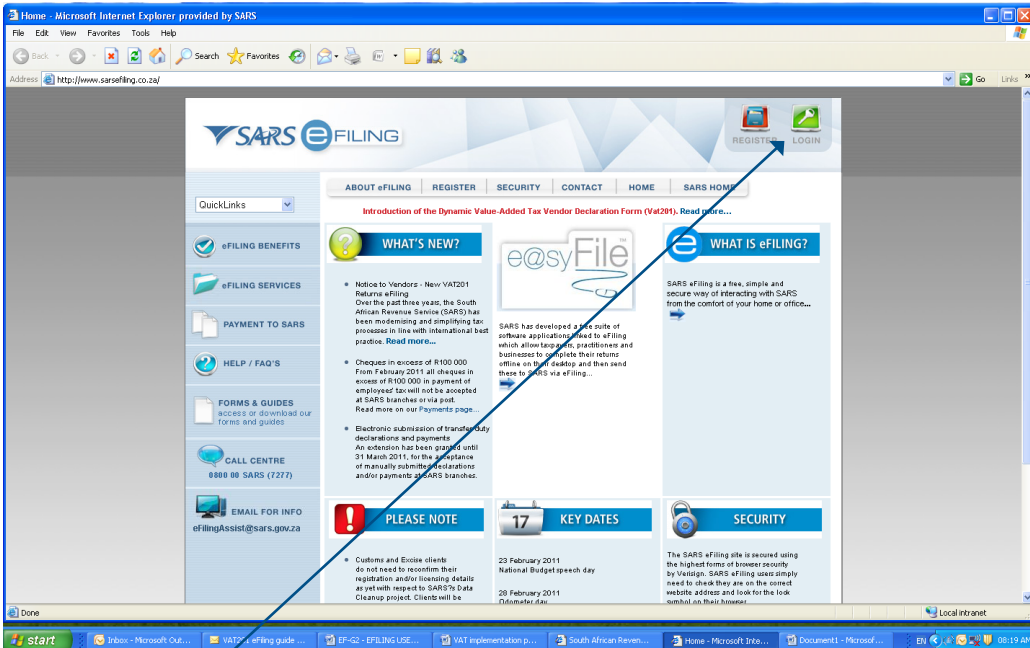 Home - Microsoft Internet Explorer provided by SARS
File Edit View Favorites Tools Help
Back Search Favorites
Address http://www.sarsefiling.co.za/ Go Links »
SARS eFILING
REGISTER LOGIN
ABOUT eFILING REGISTER SECURITY CONTACT HOME SARS HOME
QuickLinks
Introduction of the Dynamic Value-Added Tax Vendor Declaration Form (Vat201). Read more...
eFILING BENEFITS
eFILING SERVICES
PAYMENT TO SARS
HELP / FAQ'S
FORMS & GUIDES
access or download our
forms and guides
CALL CENTRE
0800 00 SARS (7277)
EMAIL FOR INFO
eFilingAssist@sars.gov.za
WHAT'S NEW?
Notice to Vendors - New VAT201
Returns eFiling
Over the past three years, the South
African Revenue Service (SARS) has
been modernising and simplifying tax
processes in line with international best
practice. Read more...
Cheques in excess of R100 000
From February 2011 all cheques in
excess of R100 000 in payment of
employees' tax will not be accepted
at SARS branches or via post.
Read more on our Payments page...
Electronic submission of transfer duty
declarations and payments
An extension has been granted until
31 March 2011, for the acceptance
of manually submitted declarations
and/or payments at SARS branches.
e@syFile™
SARS has developed a free suite of
software applications linked to eFiling
which allow taxpayers, practitioners and
businesses to complete their returns
offline on their desktop and then send
these to SARS via eFiling...
WHAT IS eFILING?
SARS eFiling is a free, simple and
secure way of interacting with SARS
from the comfort of your home or office...
PLEASE NOTE
Customs and Excise clients
do not need to reconfirm their
registration and/or licensing details
as yet with respect to SARS?s Data
Cleanup project. Clients will be
17 KEY DATES
23 February 2011
National Budget speech day
28 February 2011
Odometer day
SECURITY
The SARS eFiling site is secured using
the highest forms of browser security
by Verisign. SARS eFiling users simply
need to check they are on the correct
website address and look for the lock
symbol on their browser
Done Local intranet
start Inbox - Microsoft Out... VAT201 eFiling guide ... EF-G2 - EFILING USE... VAT implementation p... South African Reven... Home - Microsoft Inte... Document1 - Microsof... EN 08:19 AM